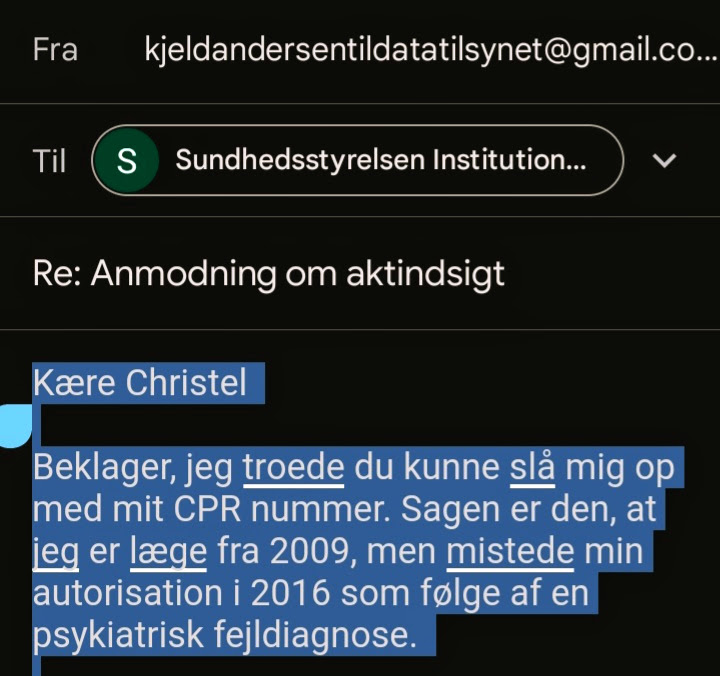 Fra kjeldandersentildatatilsynet@gmail.co...
Til S Sundhedsstyrelsen Institution...
Re: Anmodning om aktindsigt
Kære Christel
Beklager, jeg troede du kunne slå mig op
med mit CPR nummer. Sagen er den, at
jeg er læge fra 2009, men mistede min
autorisation i 2016 som følge af en
psykiatrisk fejldiagnose.